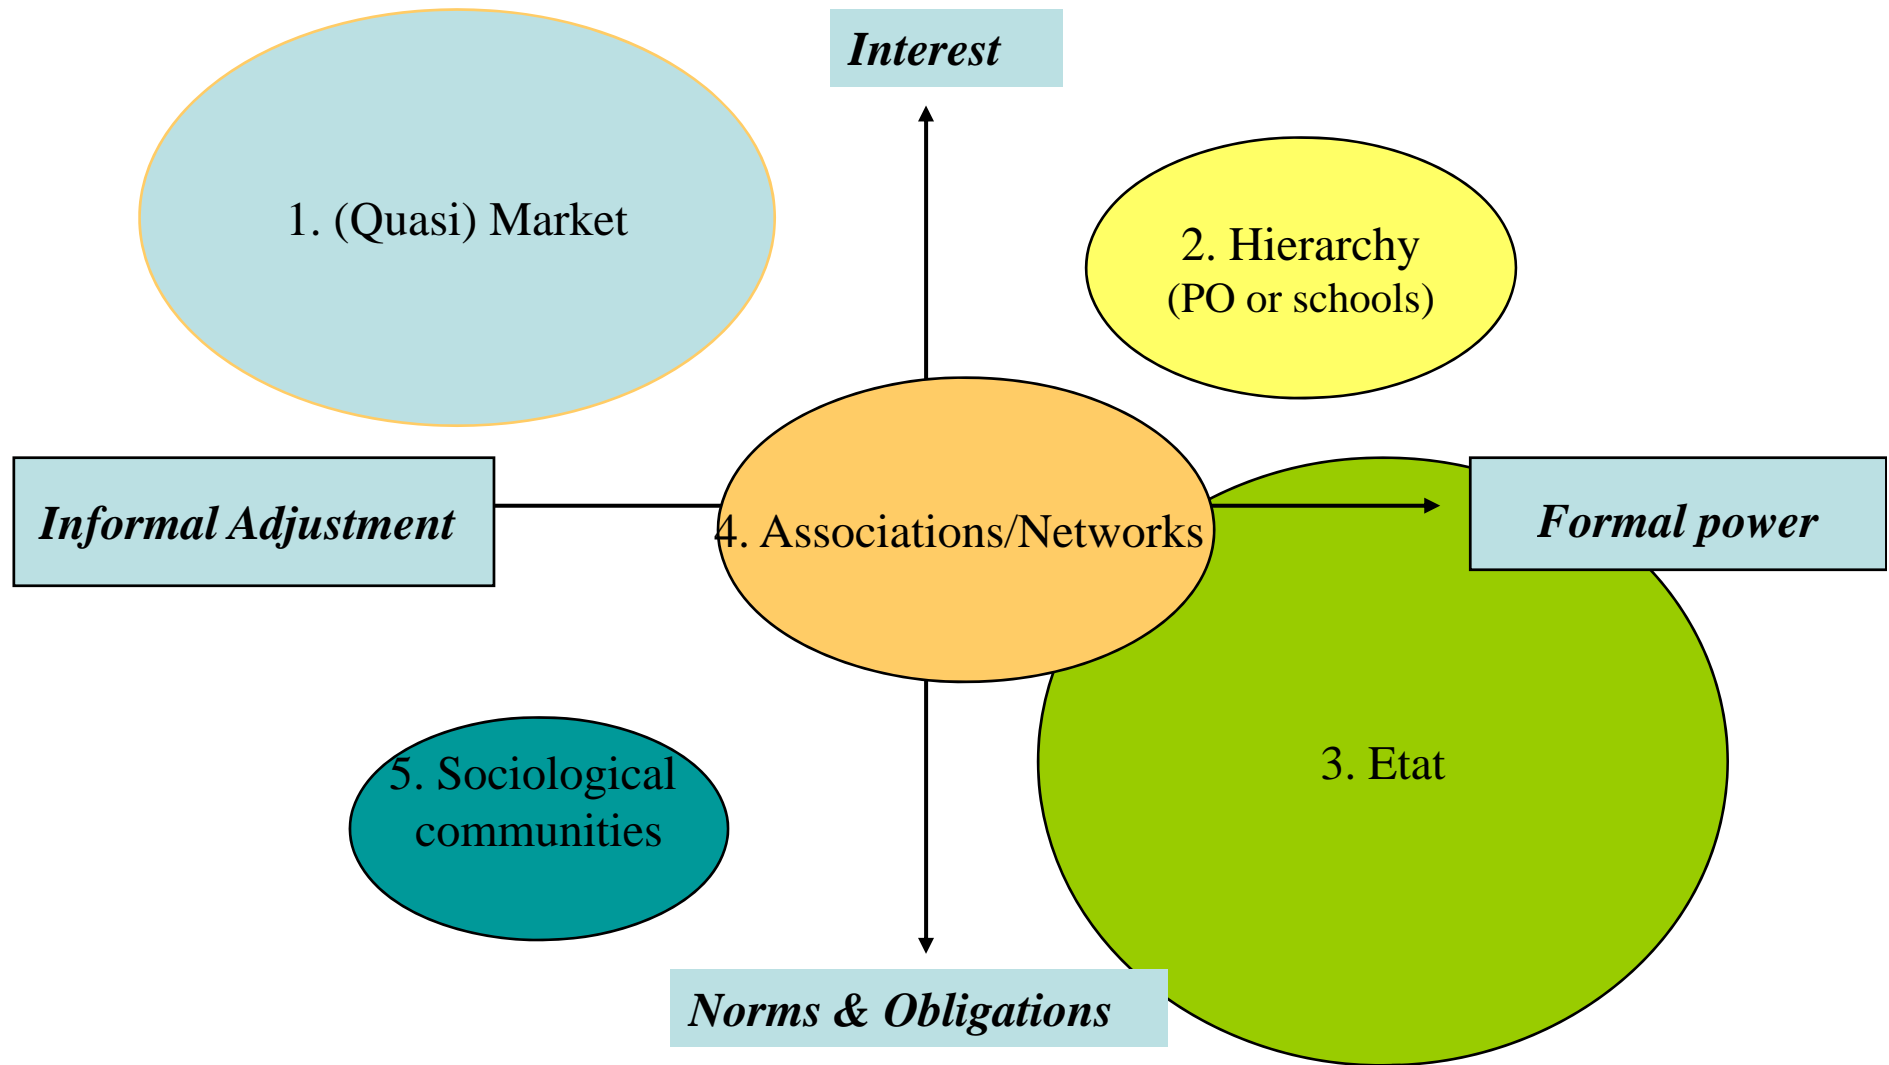 Interest
1. (Quasi) Market
2. Hierarchy
(PO or schools)
Informal Adjustment
4. Associations/Networks
Formal power
5. Sociological
communities
3. Etat
Norms & Obligations